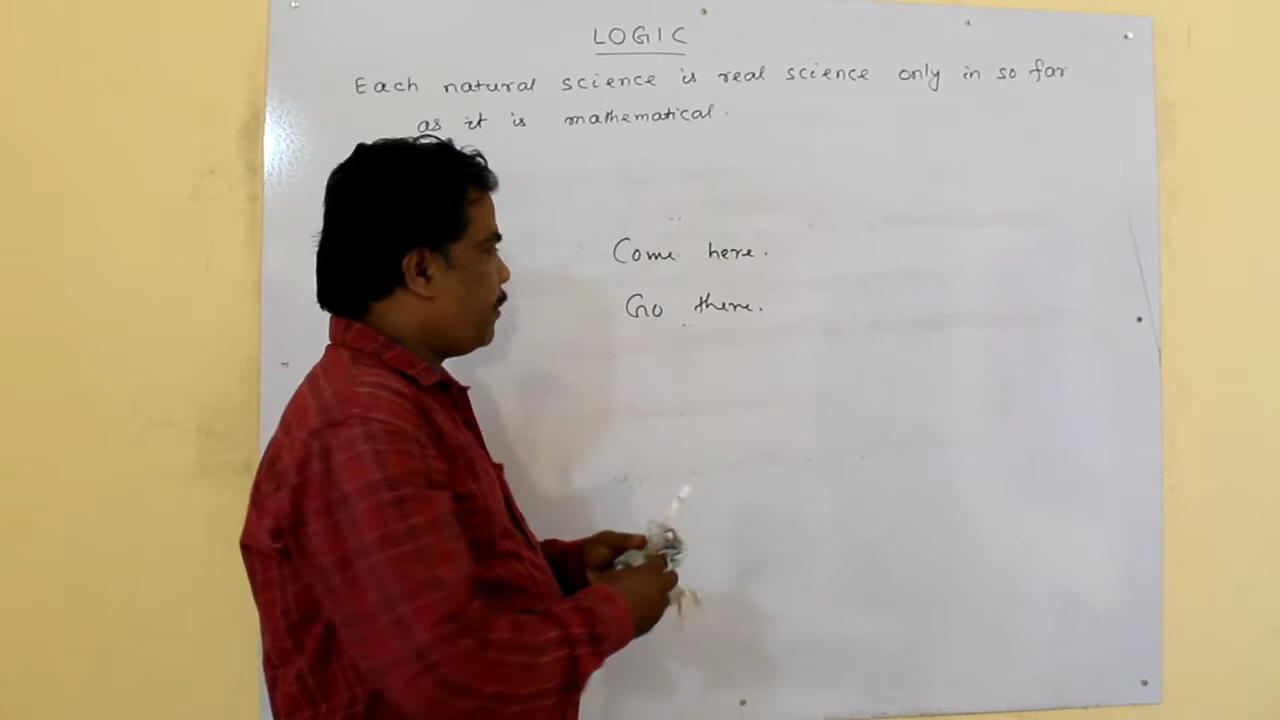 LOGIC
Each natural science is real science only in so far
as it is mathematical.
Come here.
Go there.